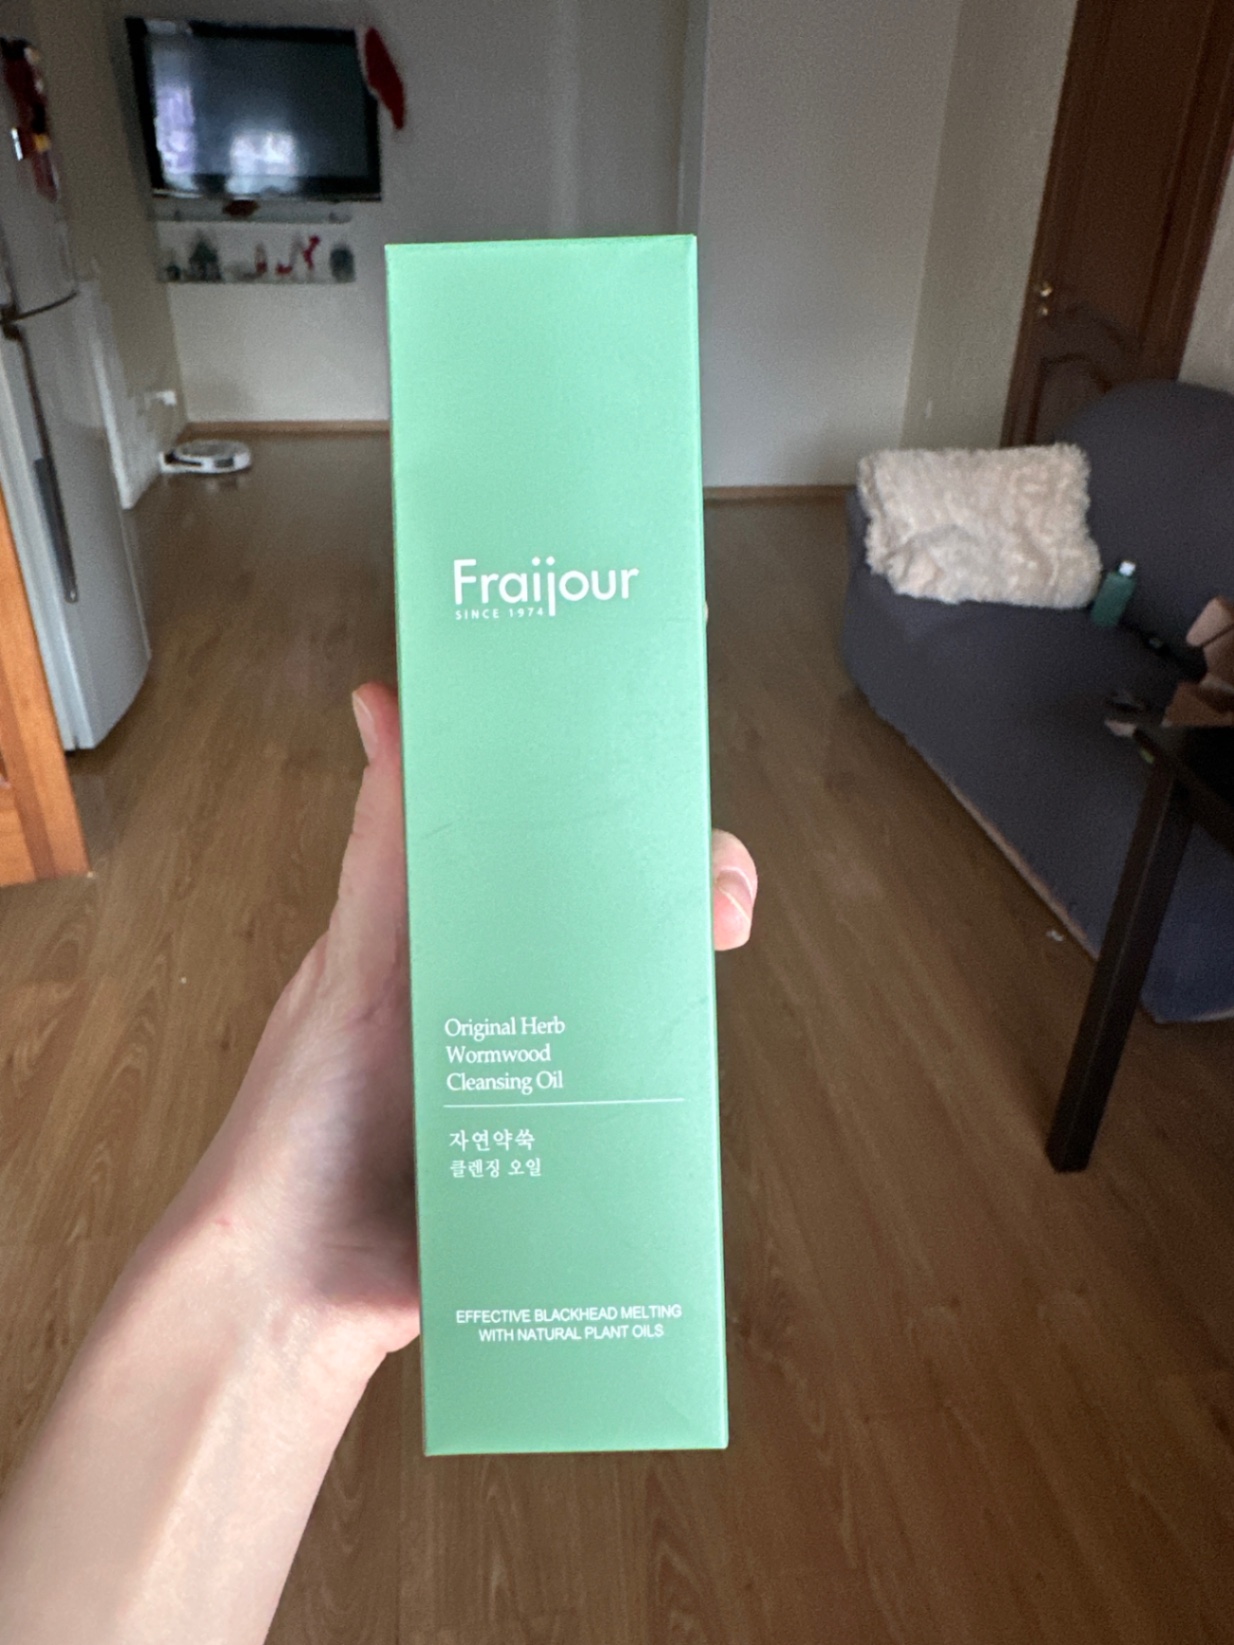 Fraijour
SINCE 1974
Original Herb
Wormwood
Cleansing Oil
자연약쑥
클렌징 오일
EFFECTIVE BLACKHEAD MELTING
WITH NATURAL PLANT OILS